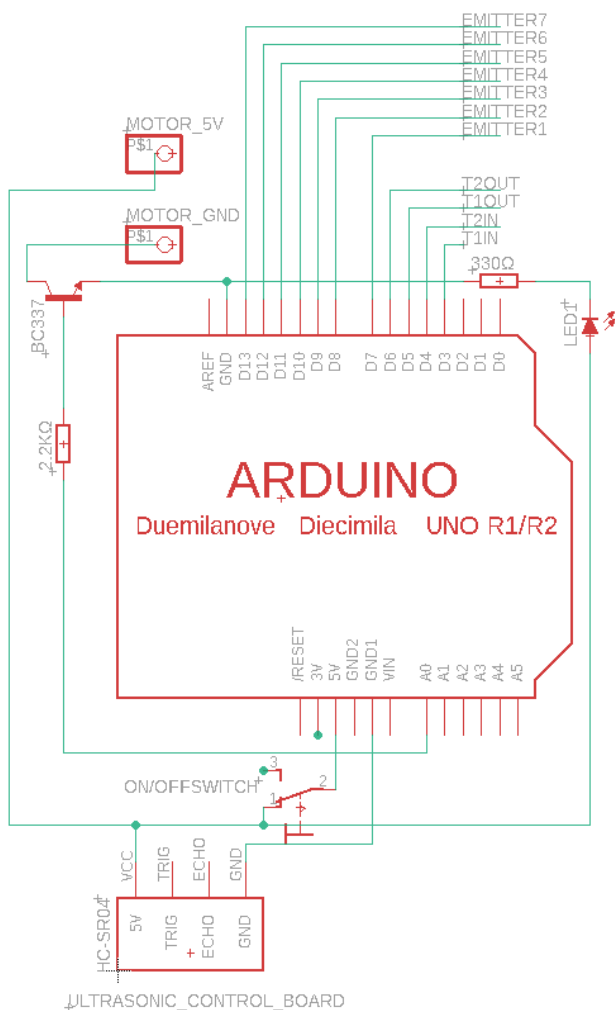 EMITTER7
EMITTER6
EMITTER5
EMITTER4
EMITTER3
EMITTER2
EMITTER1
MOTOR_5V
P$1
T2OUT
T1OUT
T2IN
T1IN
MOTOR_GND
P$1
330Ω
BC337
LED1
AREF
GND
D13
D12
D11
D10
D9
D8
D7
D6
D5
D4
D3
D2
D1
D0
2.2KΩ
ARDUINO
Duemilanove Diecimila UNO R1/R2
/RESET
3V
5V
GND2
GND1
VIN
A0
A1
A2
A3
A4
A5
3
ON/OFFSWITCH
2
1
VCC
TRIG
ECHO
GND
HC-SR04
5V
TRIG
ECHO
GND
ULTRASONIC_CONTROL_BOARD